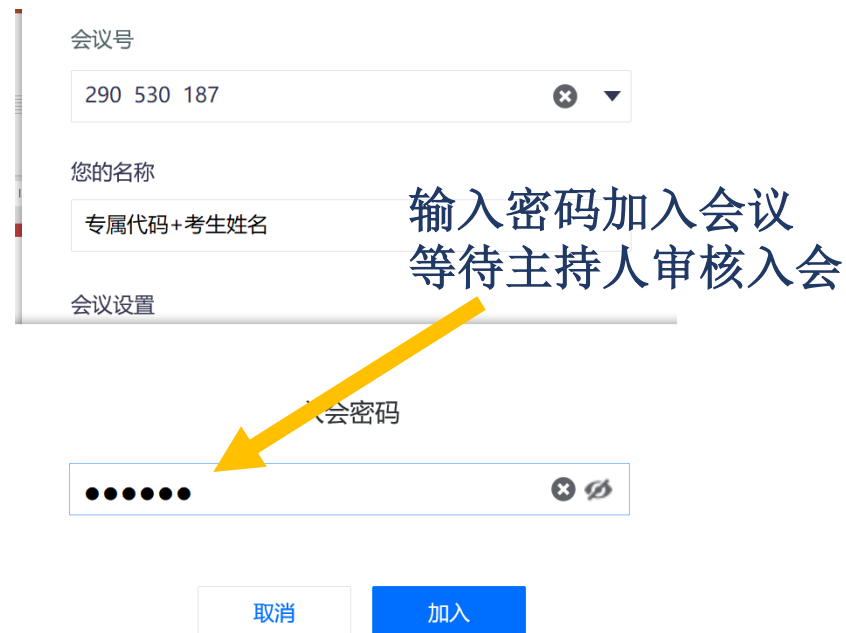 会议号
290 530 187
您的名称
专属代码+考生姓名
输入密码加入会议
等待主持人审核入会
会议设置
会密码
●●●●●●
取消
加入